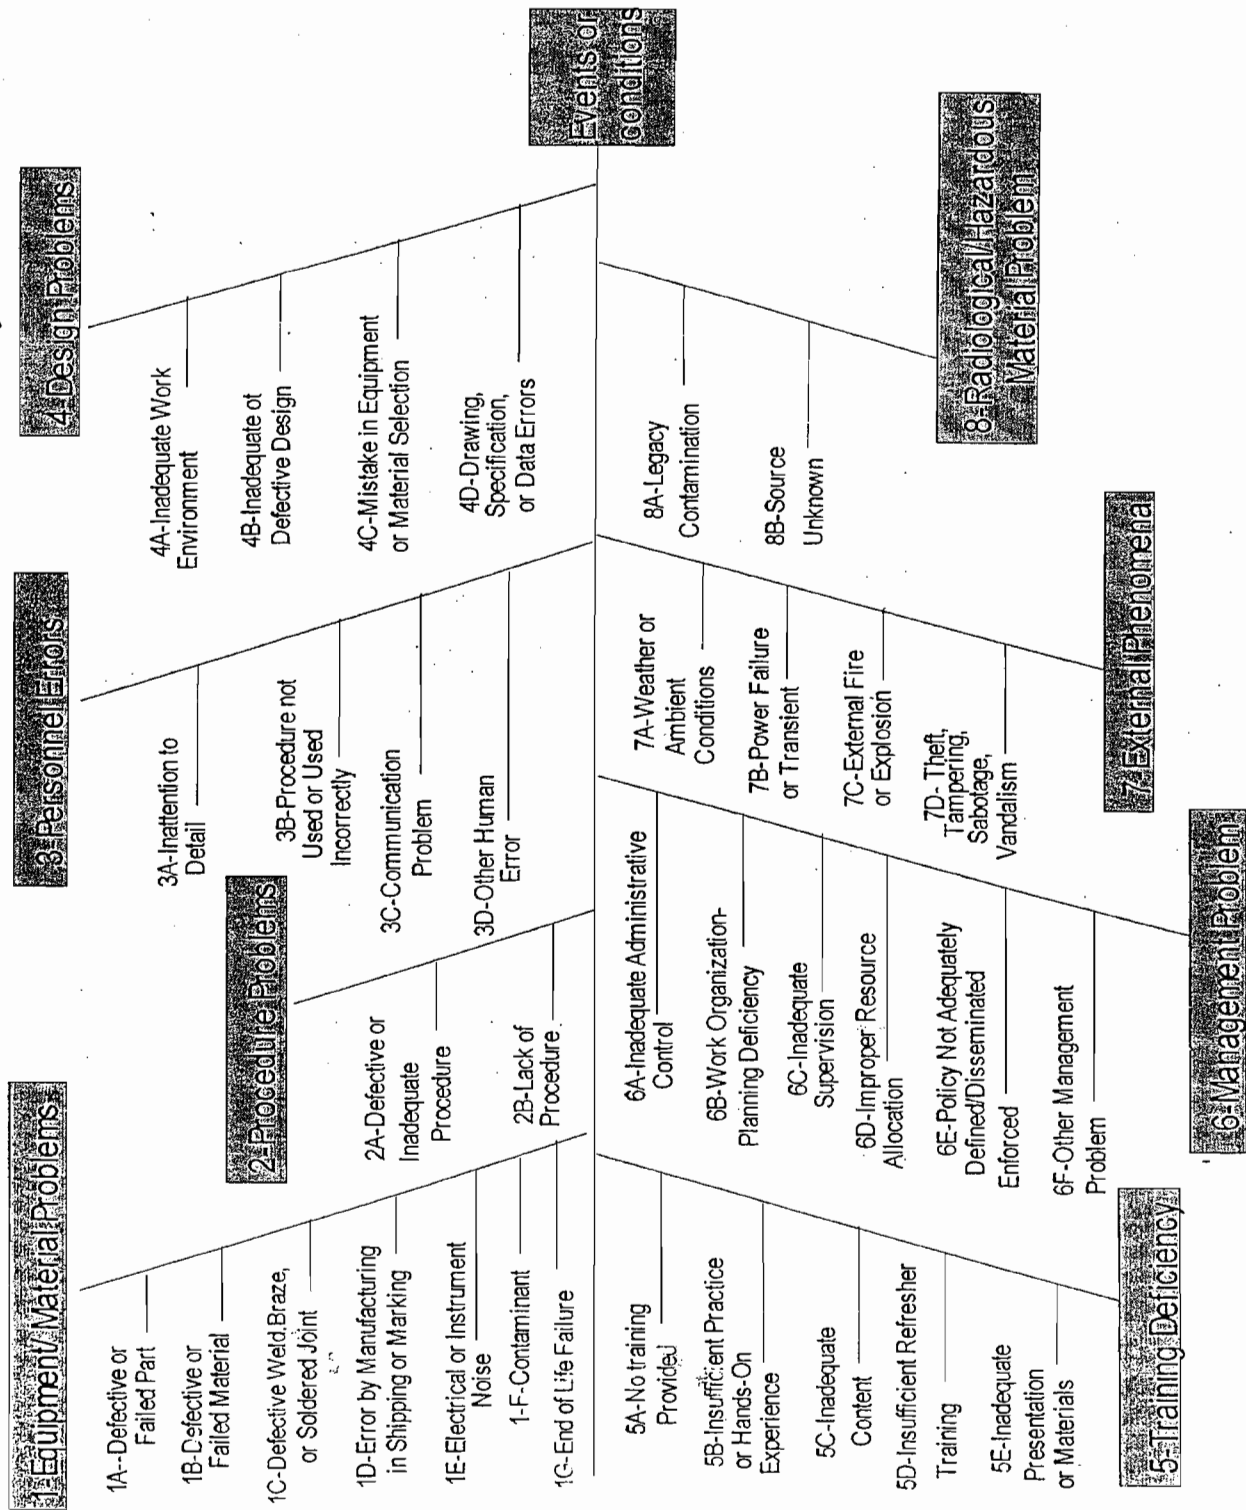 1-Equipment/ Material Problems
1A--Defective or
Failed Part
1B-Defective or
Failed Material
1C-Defective Weld,Braze,
or Soldered Joint
1D-Error by Manufacturing
in Shipping or Marking
1E-Electrical or Instrument
Noise
1-F-Contaminant
1G-End of Life Failure
2-Procedure Problems
2A-Defective or
Inadequate
Procedure
2B-Lack of
Procedure
3-Personnel Errors
3A-Inattention to
Detail
3B-Procedure not
Used or Used
Incorrectly
3C-Communication
Problem
3D-Other Human
Error
4-Design Problems
4A-Inadequate Work
Environment
4B-Inadequate ot
Defective Design
4C-Mistake in Equipment
or Material Selection
4D-Drawing,
Specification,
or Data Errors
Events or
conditions
5A-No training
Provided
5B-Insufficient Practice
or Hands-On
Experience
5C-Inadequate
Content
5D-Insufficient Refresher
Training
5E-Inadequate
Presentation
or Materials
5-Training Deficiency
6A-Inadequate Administrative
Control
6B-Work Organization-
Planning Deficiency
6C-Inadequate
Supervision
6D-Improper Resource
Allocation
6E-Policy Not Adequately
Defined/Disseminated
Enforced
6F-Other Management
Problem
6-Management Problem
7A-Weather or
Ambient
Conditions
7B-Power Failure
or Transient
7C-External Fire
or Explosion
7D- Theft,
Tampering,
Sabotage,
Vandalism
7- External Phenomena
8A-Legacy
Contamination
8B-Source
Unknown
8-Radiological/Hazardous
Material Problem